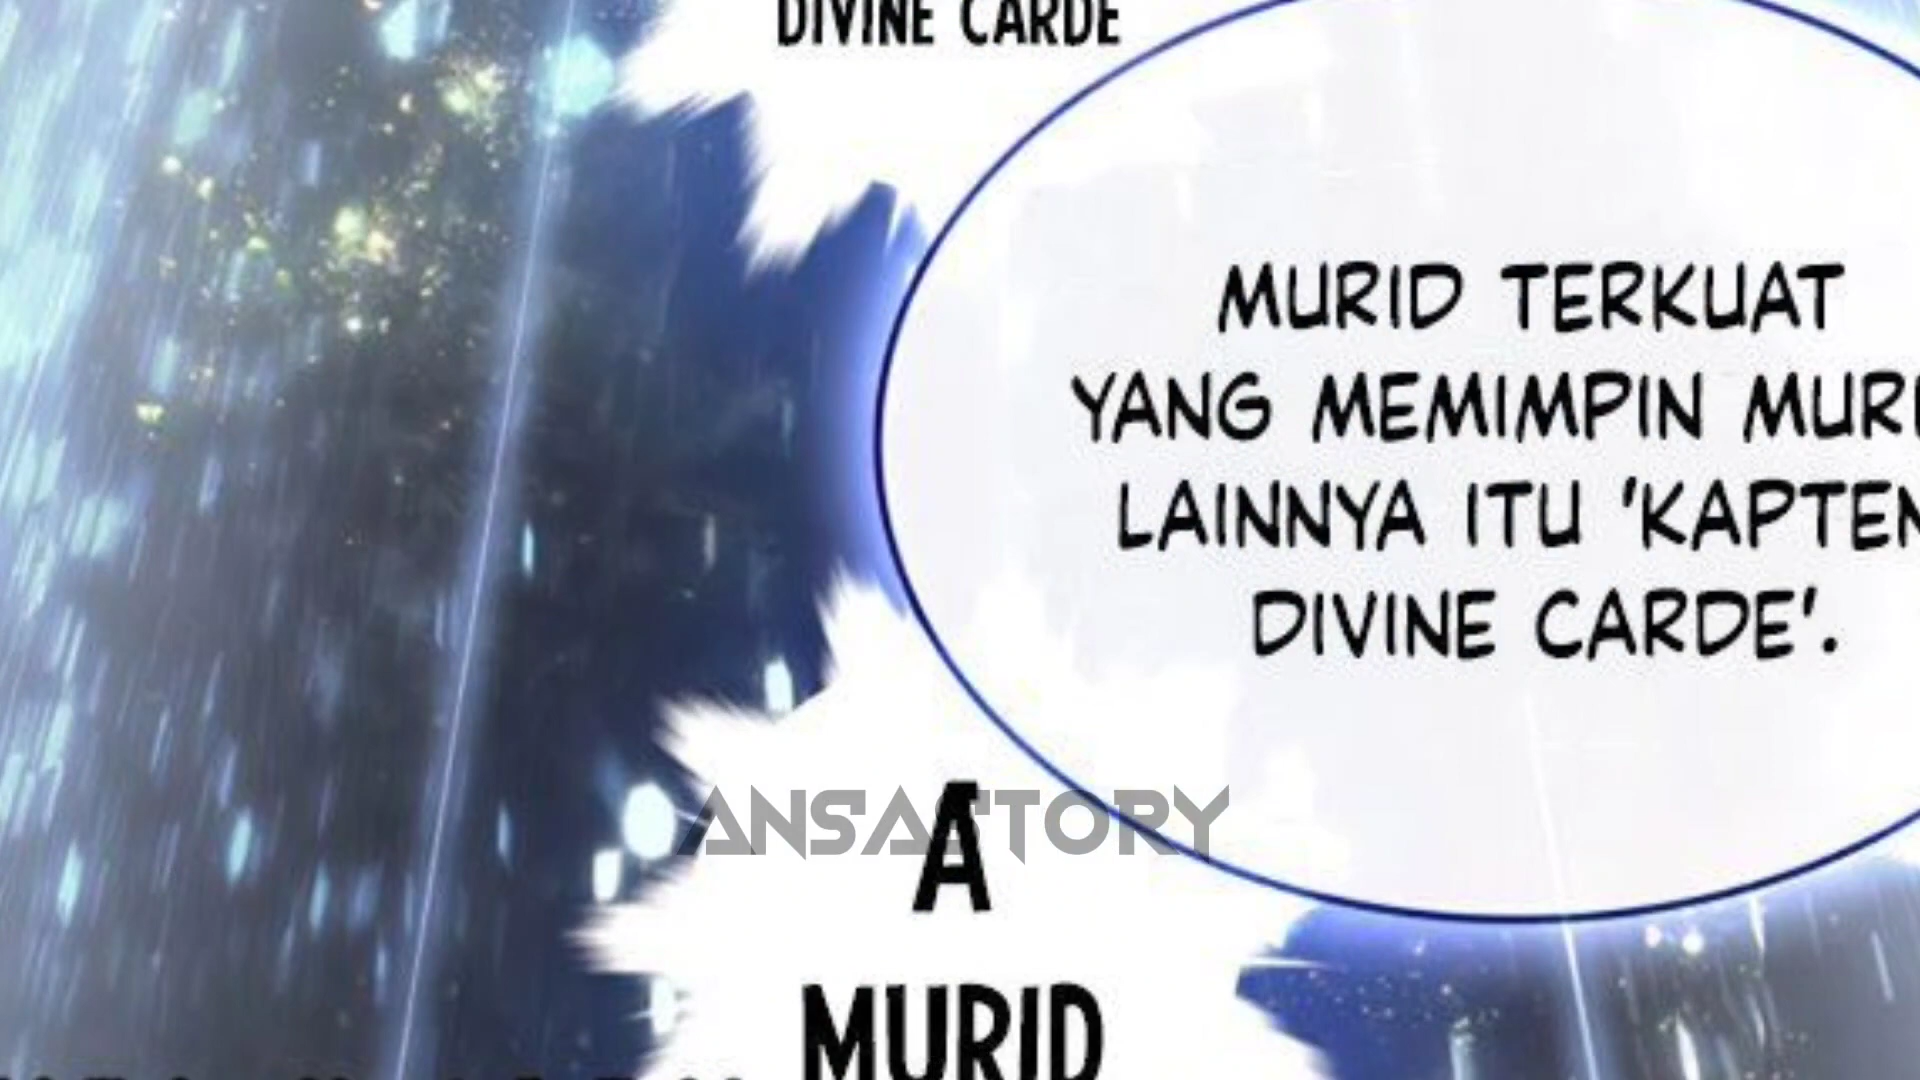 DIVINE CARDE
MURID TERKUAT
YANG MEMIMPIN
LAINNYA ITU
DIVINE CARDE'.
ANSASTORY
A
MURID